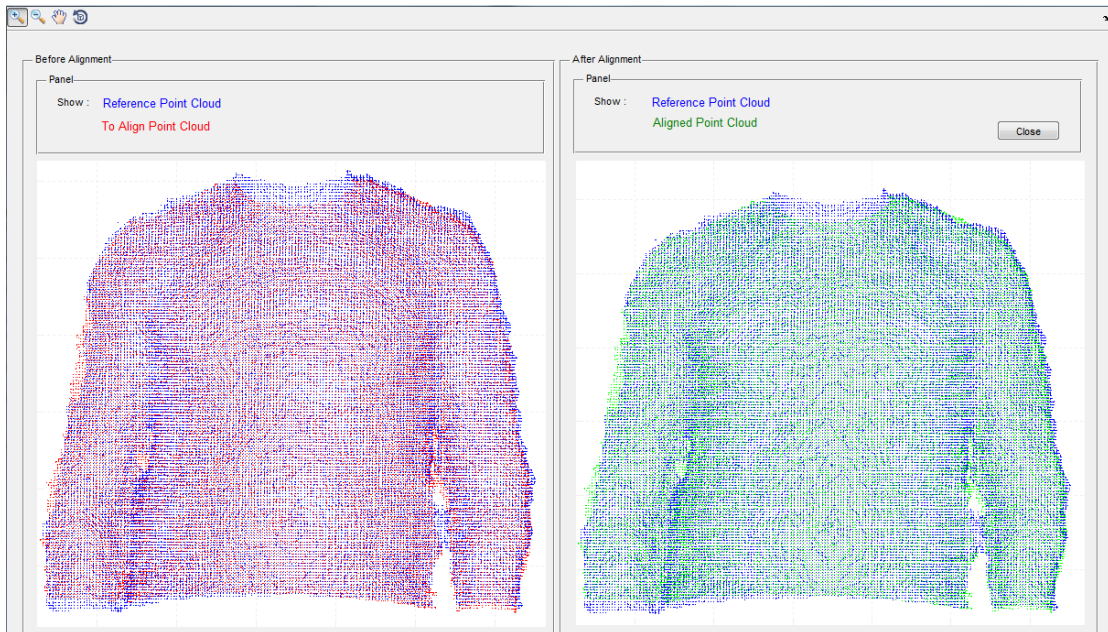 Before Alignment
Panel
Show : Reference Point Cloud
To Align Point Cloud
After Alignment
Panel
Show : Reference Point Cloud
Aligned Point Cloud
Close